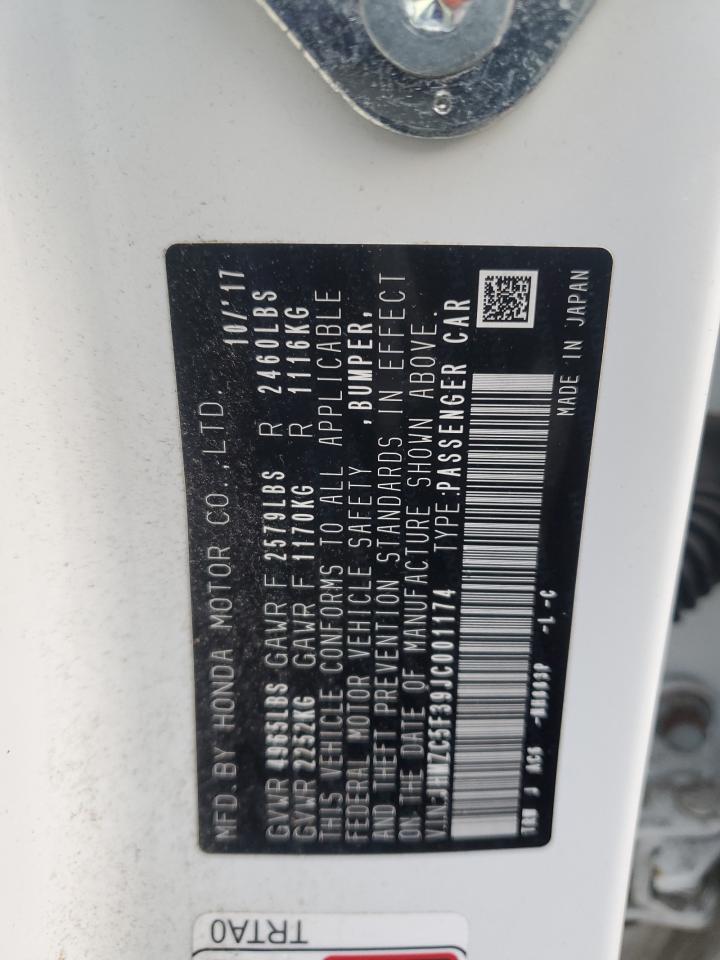 MFD.BY HONDA MOTOR CO.,LTD. 10/'17
GVWR 4965LBS GAWR F 2579LBS R 2460LBS
GVWR 2252KG GAWR F 1170KG R 1116KG
THIS VEHICLE CONFORMS TO ALL APPLICABLE
FEDERAL MOTOR VEHICLE SAFETY ,BUMPER,
AND THEFT PREVENTION STANDARDS IN EFFECT
ON THE DATE OF MANUFACTURE SHOWN ABOVE.
V.I.N.:JHMZC5F39JC001174 TYPE:PASSENGER CAR
-L-C
MADE IN JAPAN
TRTA0